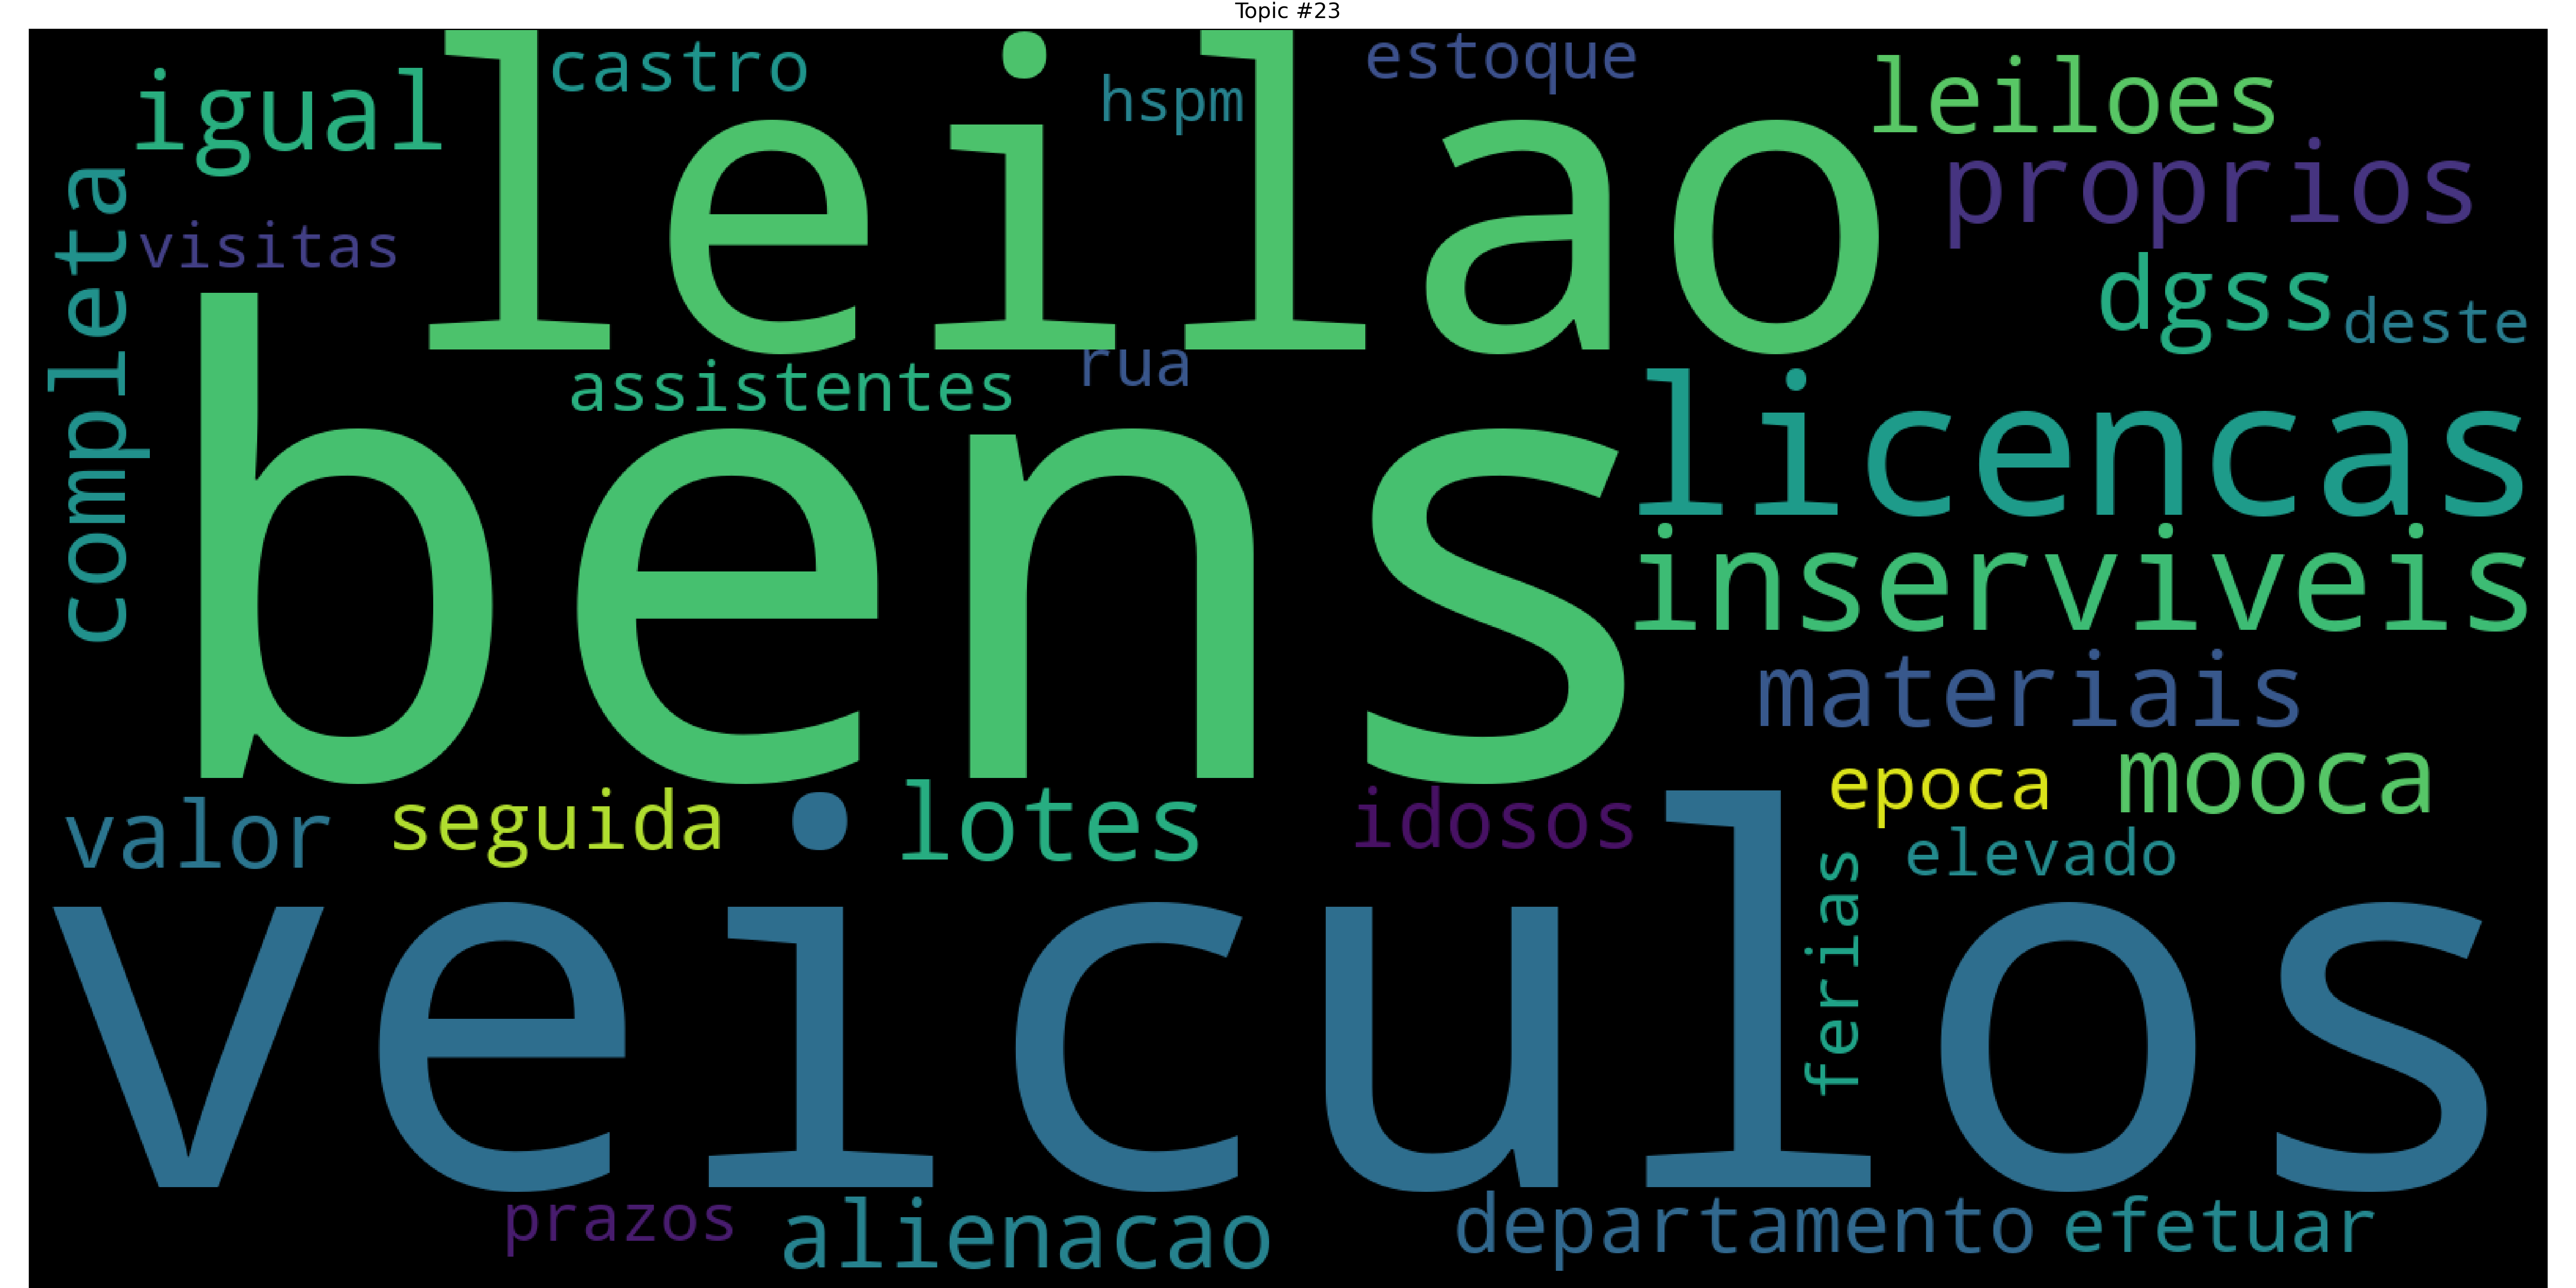 Topic #23
castro
estoque
hspm
igual
leilao
leiloes
proprios
completa
visitas
dgss
deste
assistentes
rua
bens
licencas
inserviveis
materiais
epoca
mooca
valor
seguida
lotes
idosos
elevado
veiculos
ferias
prazos
alienacao
departamento
efetuar